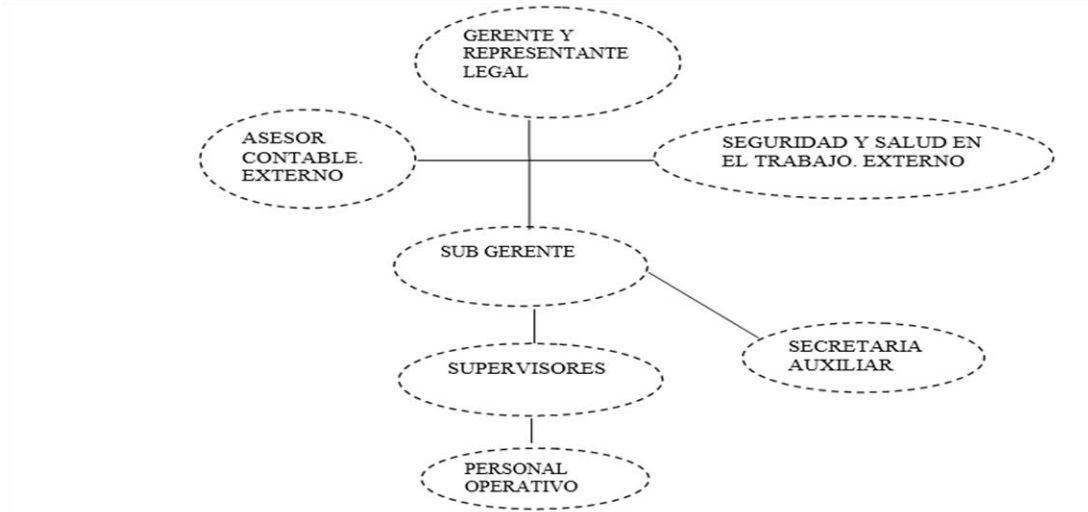 GERENTE Y
REPRESENTANTE
LEGAL
ASESOR
CONTABLE.
EXTERNO
SEGURIDAD Y SALUD EN
EL TRABAJO. EXTERNO
SUB GERENTE
SECRETARIA
AUXILIAR
SUPERVISORES
PERSONAL
OPERATIVO